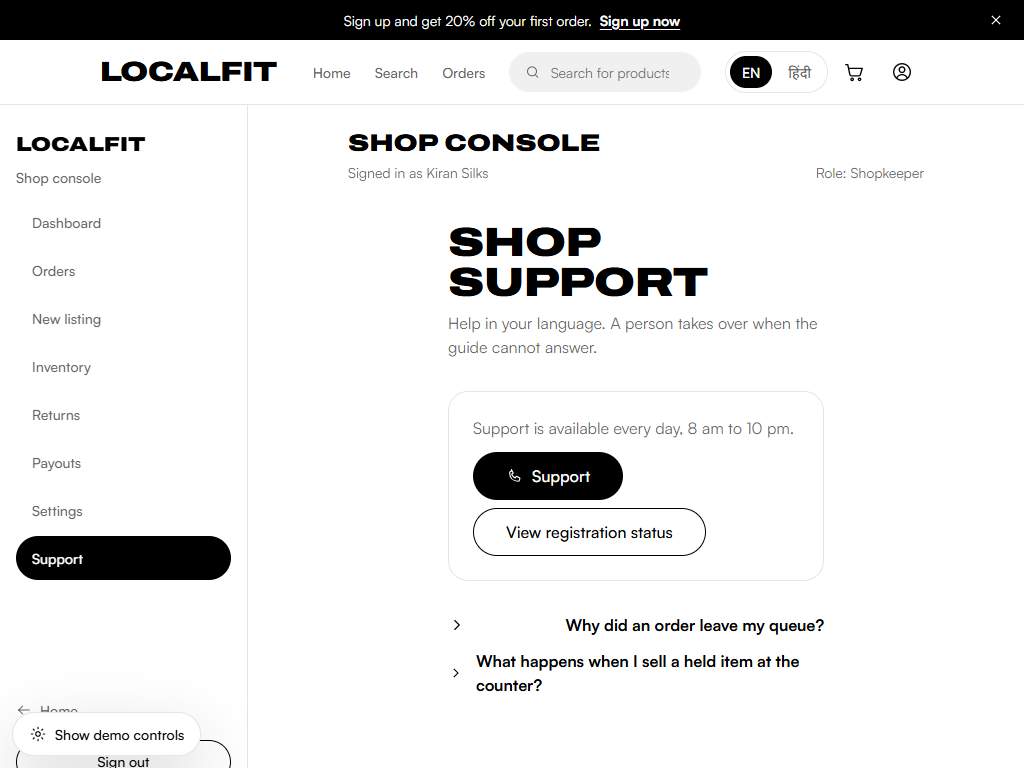 Sign up and get 20% off your first order. Sign up now
LOCALFIT
Home
Search
Orders
Search for products
EN
हिंदी
LOCALFIT
Shop console
Dashboard
Orders
New listing
Inventory
Returns
Payouts
Settings
Support
Home
Show demo controls
Sign out
SHOP CONSOLE
Signed in as Kiran Silks
Role: Shopkeeper
SHOP
SUPPORT
Help in your language. A person takes over when the
guide cannot answer.
Support is available every day, 8 am to 10 pm.
Support
View registration status
Why did an order leave my queue?
What happens when I sell a held item at the
counter?